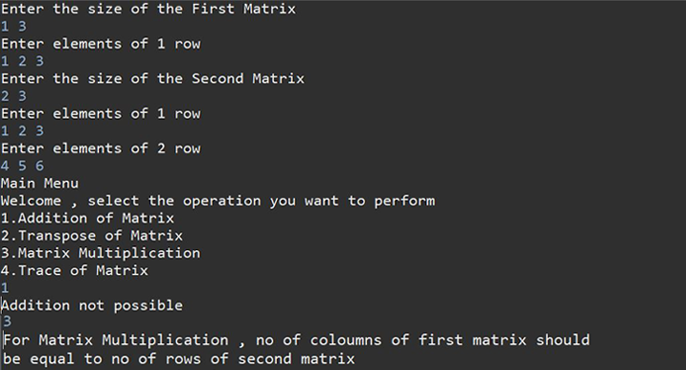 Enter the size of the First Matrix
1 3
Enter elements of 1 row
1 2 3
Enter the size of the Second Matrix
2 3
Enter elements of 1 row
1 2 3
Enter elements of 2 row
4 5 6
Main Menu
Welcome , select the operation you want to perform
1.Addition of Matrix
2.Transpose of Matrix
3.Matrix Multiplication
4.Trace of Matrix
1
Addition not possible
3
For Matrix Multiplication , no of coloumns of first matrix should
be equal to no of rows of second matrix